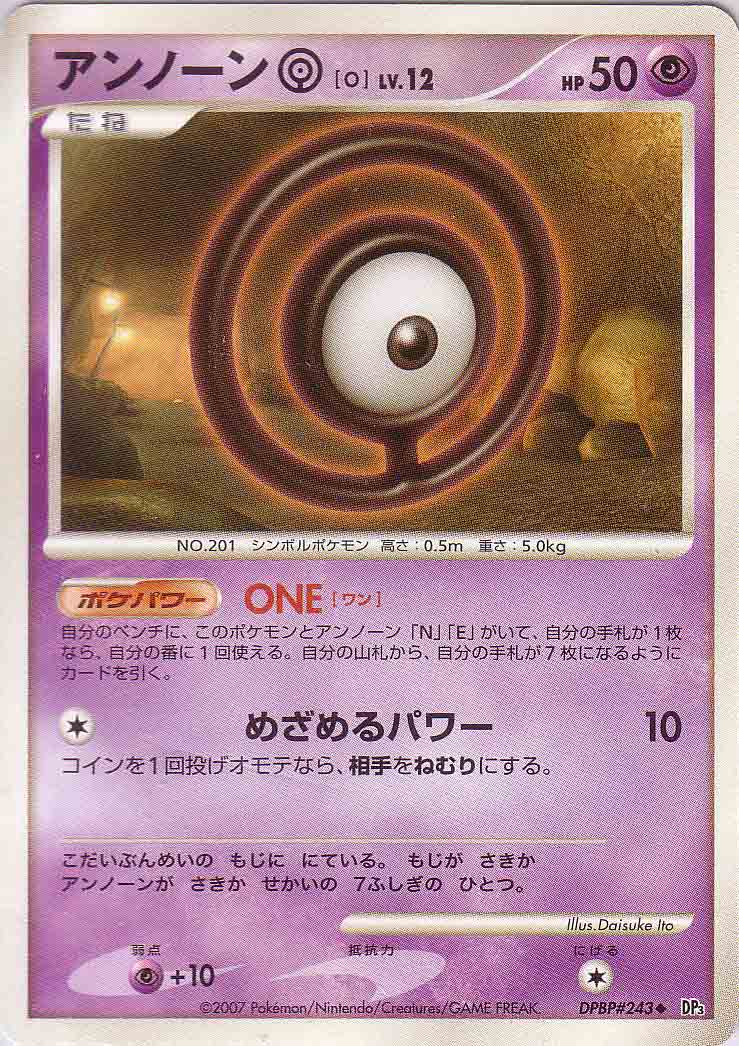 アンノーン [O] LV.12 HP 50
たね
NO.201 シンボルポケモン 高さ:0.5m 重さ:5.0kg
ポケパワー ONE [ワン]
自分のベンチに、このポケモンとアンノーン「N」「E」がいて、自分の手札が1枚
なら、自分の番に1回使える。自分の山札から、自分の手札が7枚になるように
カードを引く。
めざめるパワー 10
コインを1回投げオモテなら、相手をねむりにする。
こだいぶんめいの もじに にている。 もじが さきか
アンノーンが さきか せかいの 7ふしぎの ひとつ。
Illus.Daisuke Ito
弱点 抵抗力 にげる
+10
©2007 Pokémon/Nintendo/Creatures/GAME FREAK. DPBP#243◆ DP3